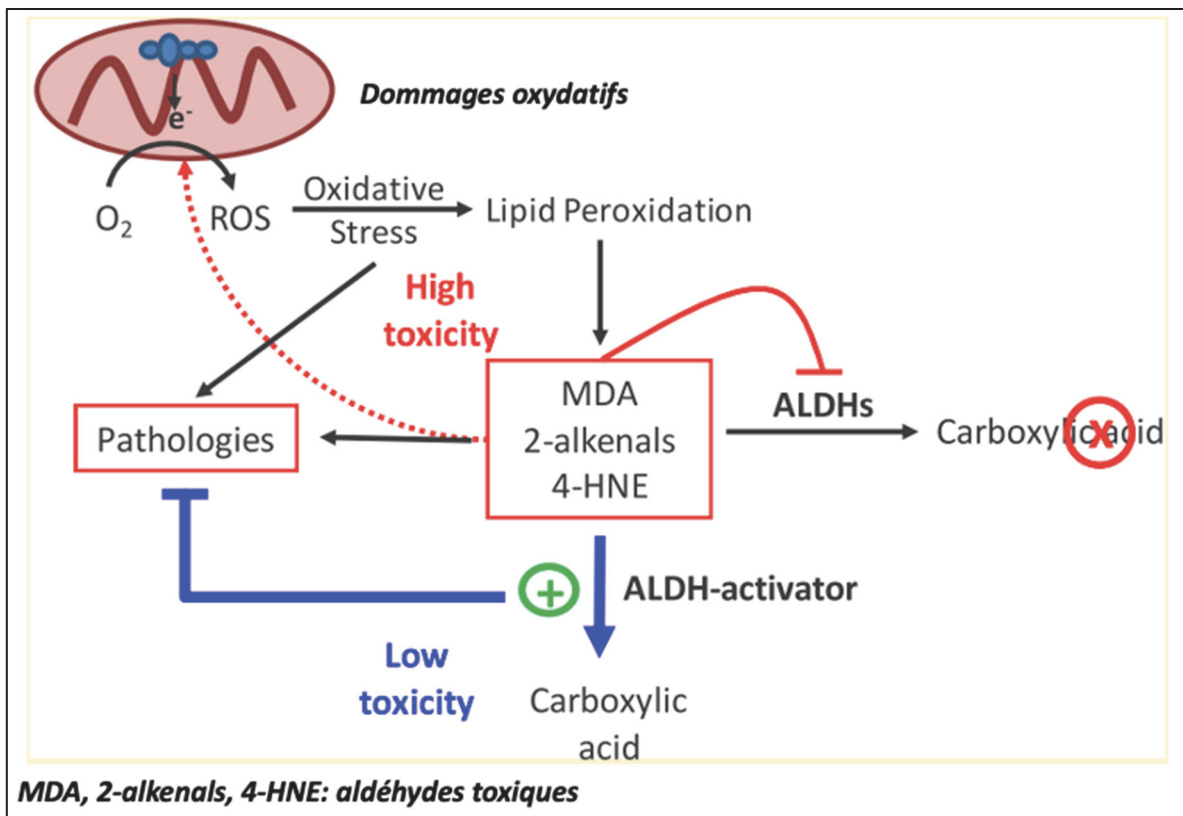 Dommages oxydatifs
e-
O2
ROS
Oxidative
Stress
Lipid Peroxidation
High
toxicity
MDA
2-alkenals
4-HNE
ALDHs
Carboxylic acid
X
Pathologies
+
ALDH-activator
Low
toxicity
Carboxylic
acid
MDA, 2-alkenals, 4-HNE: aldéhydes toxiques